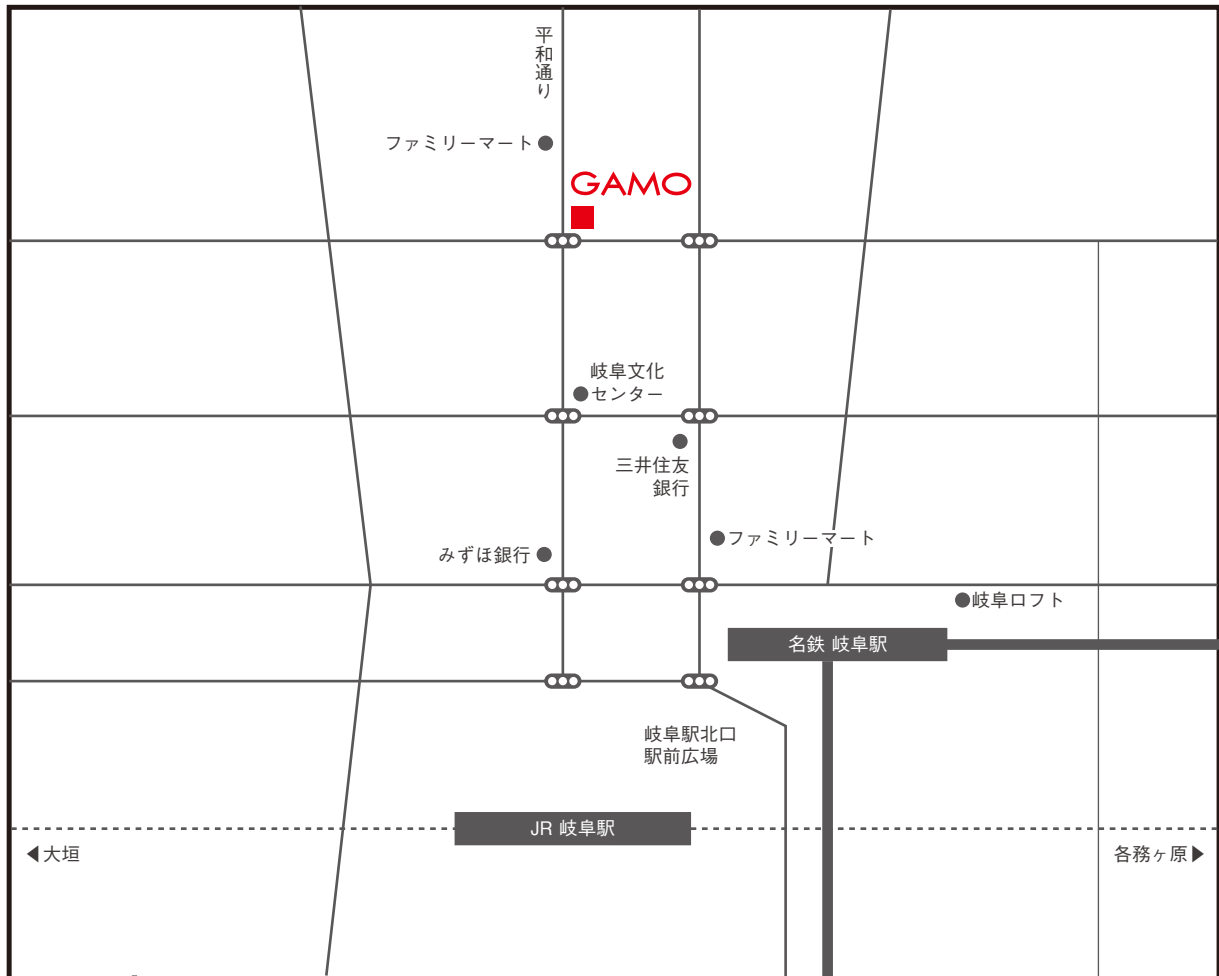 平和通り
ファミリーマート
GAMO
岐阜文化
センター
三井住友
銀行
ファミリーマート
みずほ銀行
岐阜ロフト
名鉄 岐阜駅
岐阜駅北口
駅前広場
JR 岐阜駅
大垣
各務ヶ原